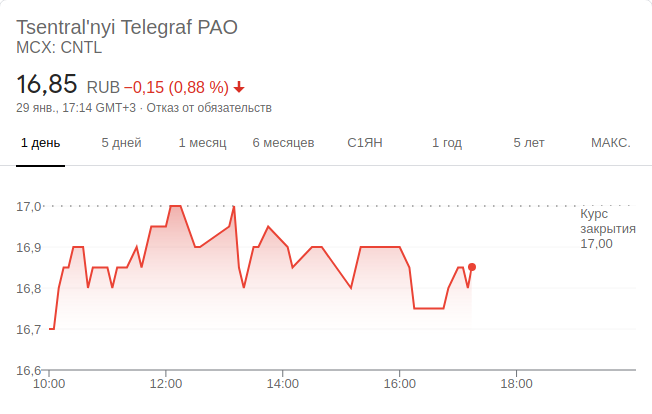 Tsentral'nyi Telegraf PAO
MCX: CNTL
16,85 RUB −0,15 (0,88 %)
29 янв., 17:14 GMT+3 · Отказ от обязательств
1 день 5 дней 1 месяц 6 месяцев С1ЯН 1 год 5 лет МАКС.
17,0
Курс
закрытия
17,00
16,9
16,8
16,7
16,6
10:00 12:00 14:00 16:00 18:00